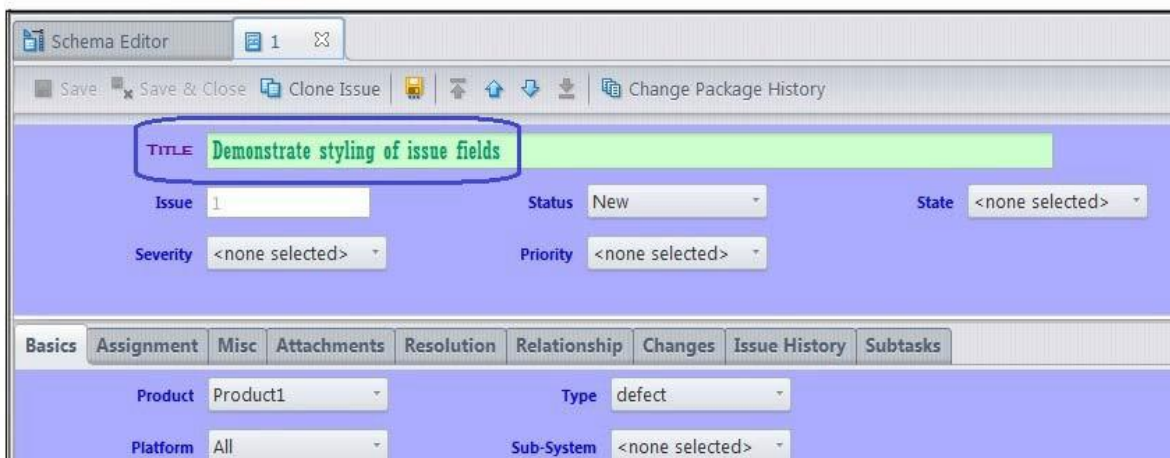 Schema Editor 1
Save Save & Close Clone Issue Change Package History
TITLE Demonstrate styling of issue fields
Issue 1 Status New State <none selected>
Severity <none selected> Priority <none selected>
Basics Assignment Misc Attachments Resolution Relationship Changes Issue History Subtasks
Product Product1 Type defect
Platform All Sub-System <none selected>